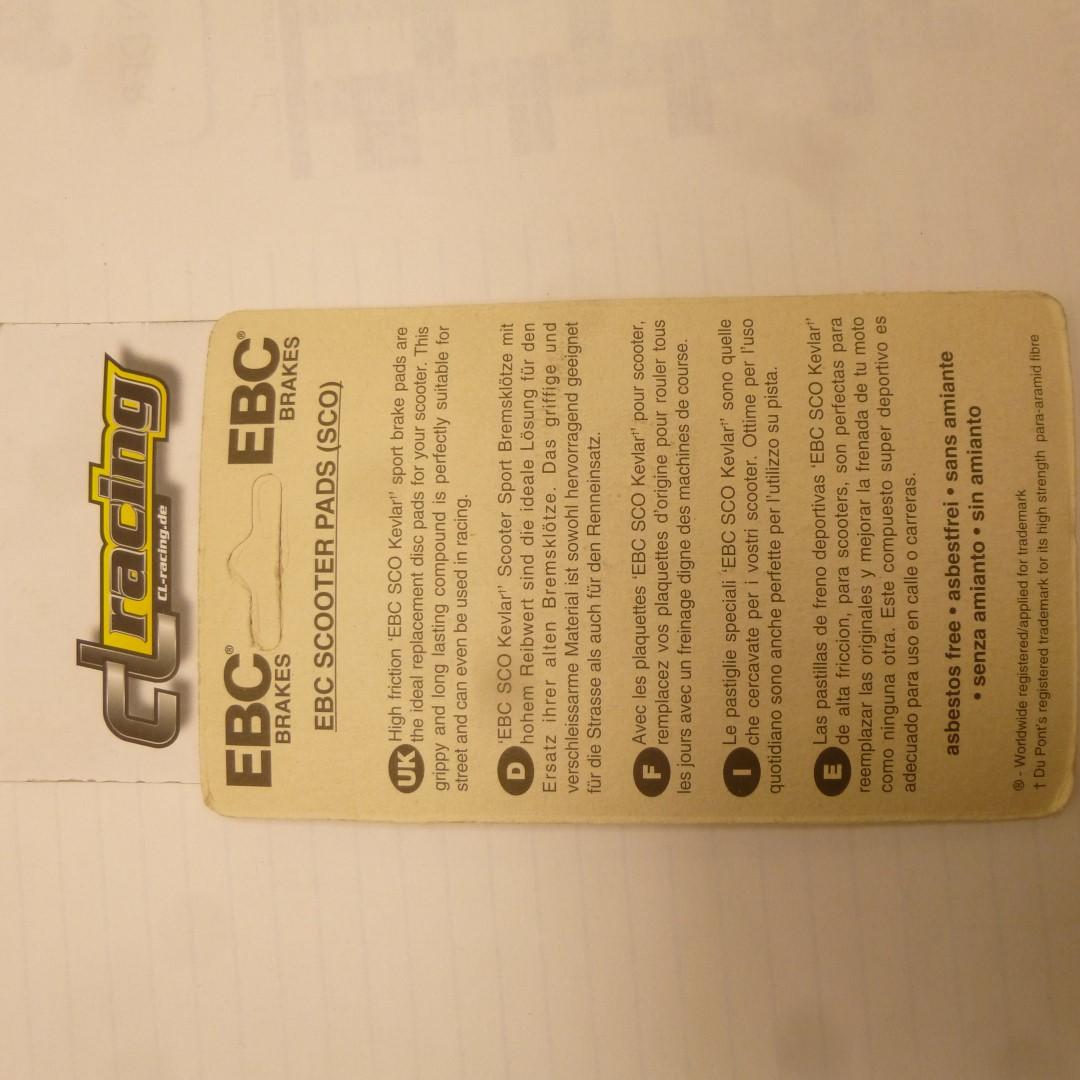 CL racing
CL-racing.de
EBC® EBC®
BRAKES BRAKES
EBC SCOOTER PADS (SCO)
UK High friction 'EBC SCO Kevlar†' sport brake pads are
the ideal replacement disc pads for your scooter. This
grippy and long lasting compound is perfectly suitable for
street and can even be used in racing.
D 'EBC SCO Kevlar†' Scooter Sport Bremsklötze mit
hohem Reibwert sind die ideale Lösung für den
Ersatz ihrer alten Bremsklötze. Das griffige und
verschleissarme Material ist sowohl hervorragend geeignet
für die Strasse als auch für den Renneinsatz.
F Avec les plaquettes 'EBC SCO Kevlar†' pour scooter,
remplacez vos plaquettes d'origine pour rouler tous
les jours avec un freinage digne des machines de course.
I Le pastiglie speciali 'EBC SCO Kevlar†' sono quelle
che cercavate per i vostri scooter. Ottime per l'uso
quotidiano sono anche perfette per l'utilizzo su pista.
E Las pastillas de freno deportivas 'EBC SCO Kevlar†'
de alta friccion, para scooters, son perfectas para
reemplazar las originales y mejorar la frenada de tu moto
como ninguna otra. Este compuesto super deportivo es
adecuado para uso en calle o carreras.
asbestos free • asbestfrei • sans amiante
• senza amianto • sin amianto
® - Worldwide registered/applied for trademark
† Du Pont's registered trademark for its high strength para-aramid fibre